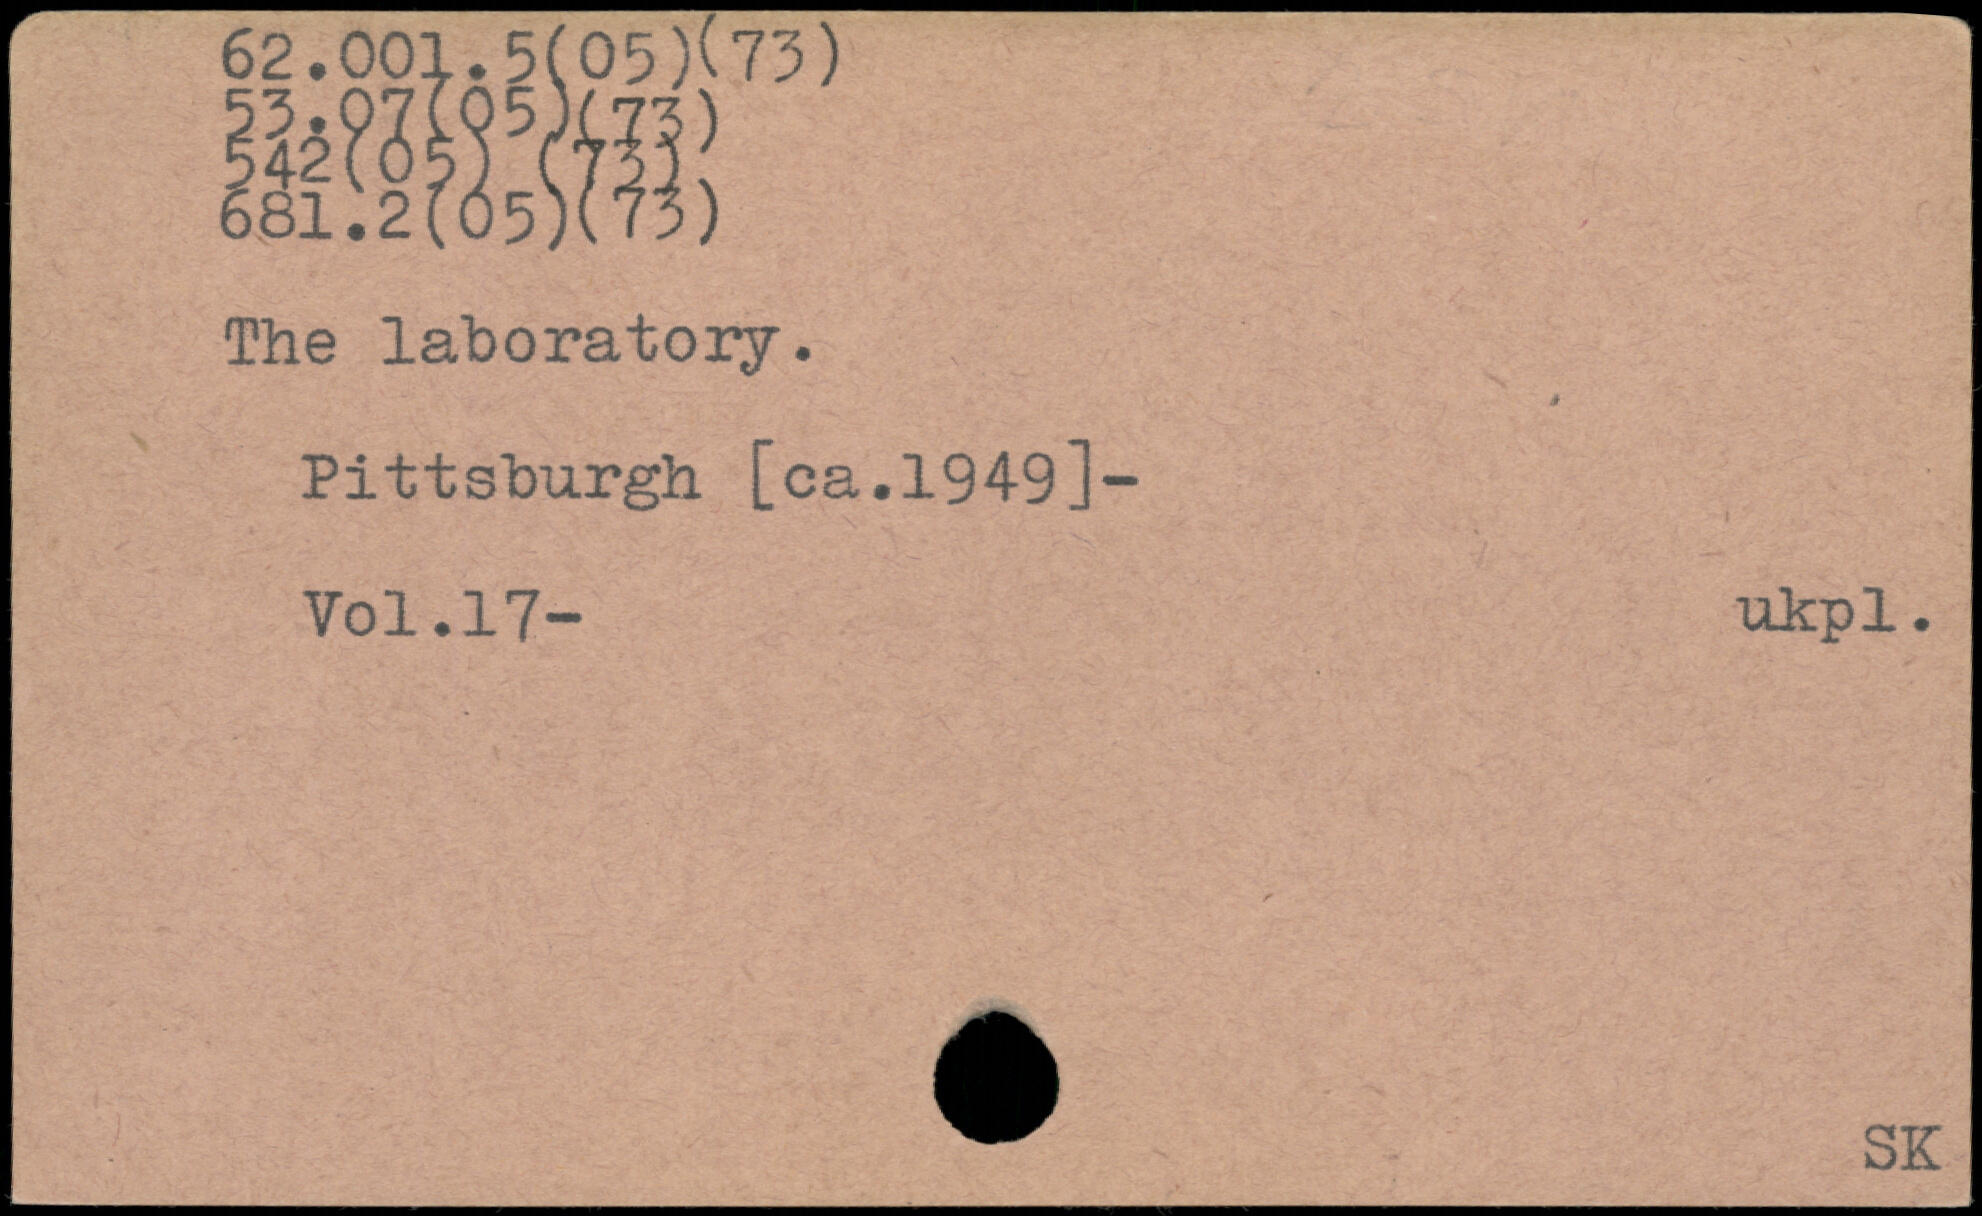 62.001.5(05)(73)
53.07(05)(73)
542(05) (73)
681.2(05)(73)
The laboratory.
Pittsburgh [ca.1949]-
Vol.17- ukpl.
SK